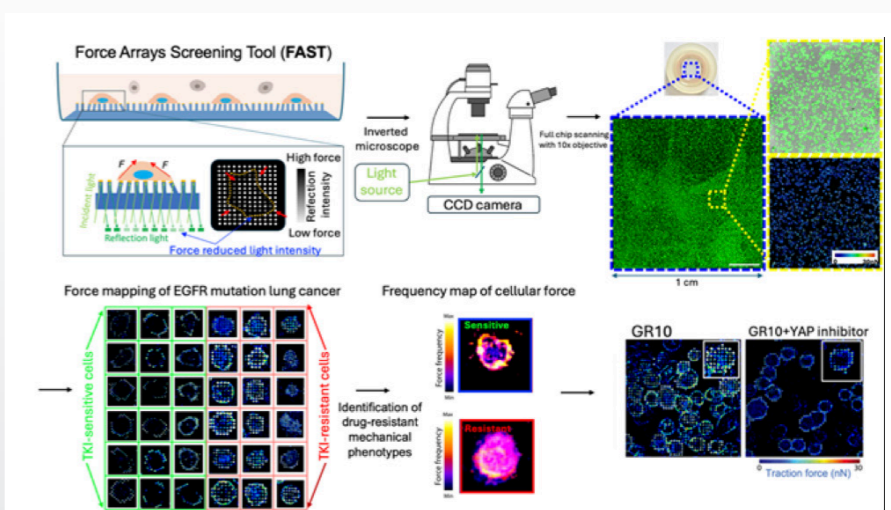 Force Arrays Screening Tool (FAST)
F
F
High force
Refection
intensity
Low force
Incident light
Reflection light
Force reduced light intensity
Inverted
microscope
Light
source
CCD camera
Full chip scanning
with 10x objective
1 cm
0
Force mapping of EGFR mutation lung cancer
TKI-sensitive cells
TKI-resistant cells
Identification of
drug-resistant
mechanical
phenotypes
Frequency map of cellular force
Max
Force frequency
Min
Sensitive
Max
Force frequency
Min
Resistant
GR10
GR10+YAP inhibitor
0
30
Traction force (nN)